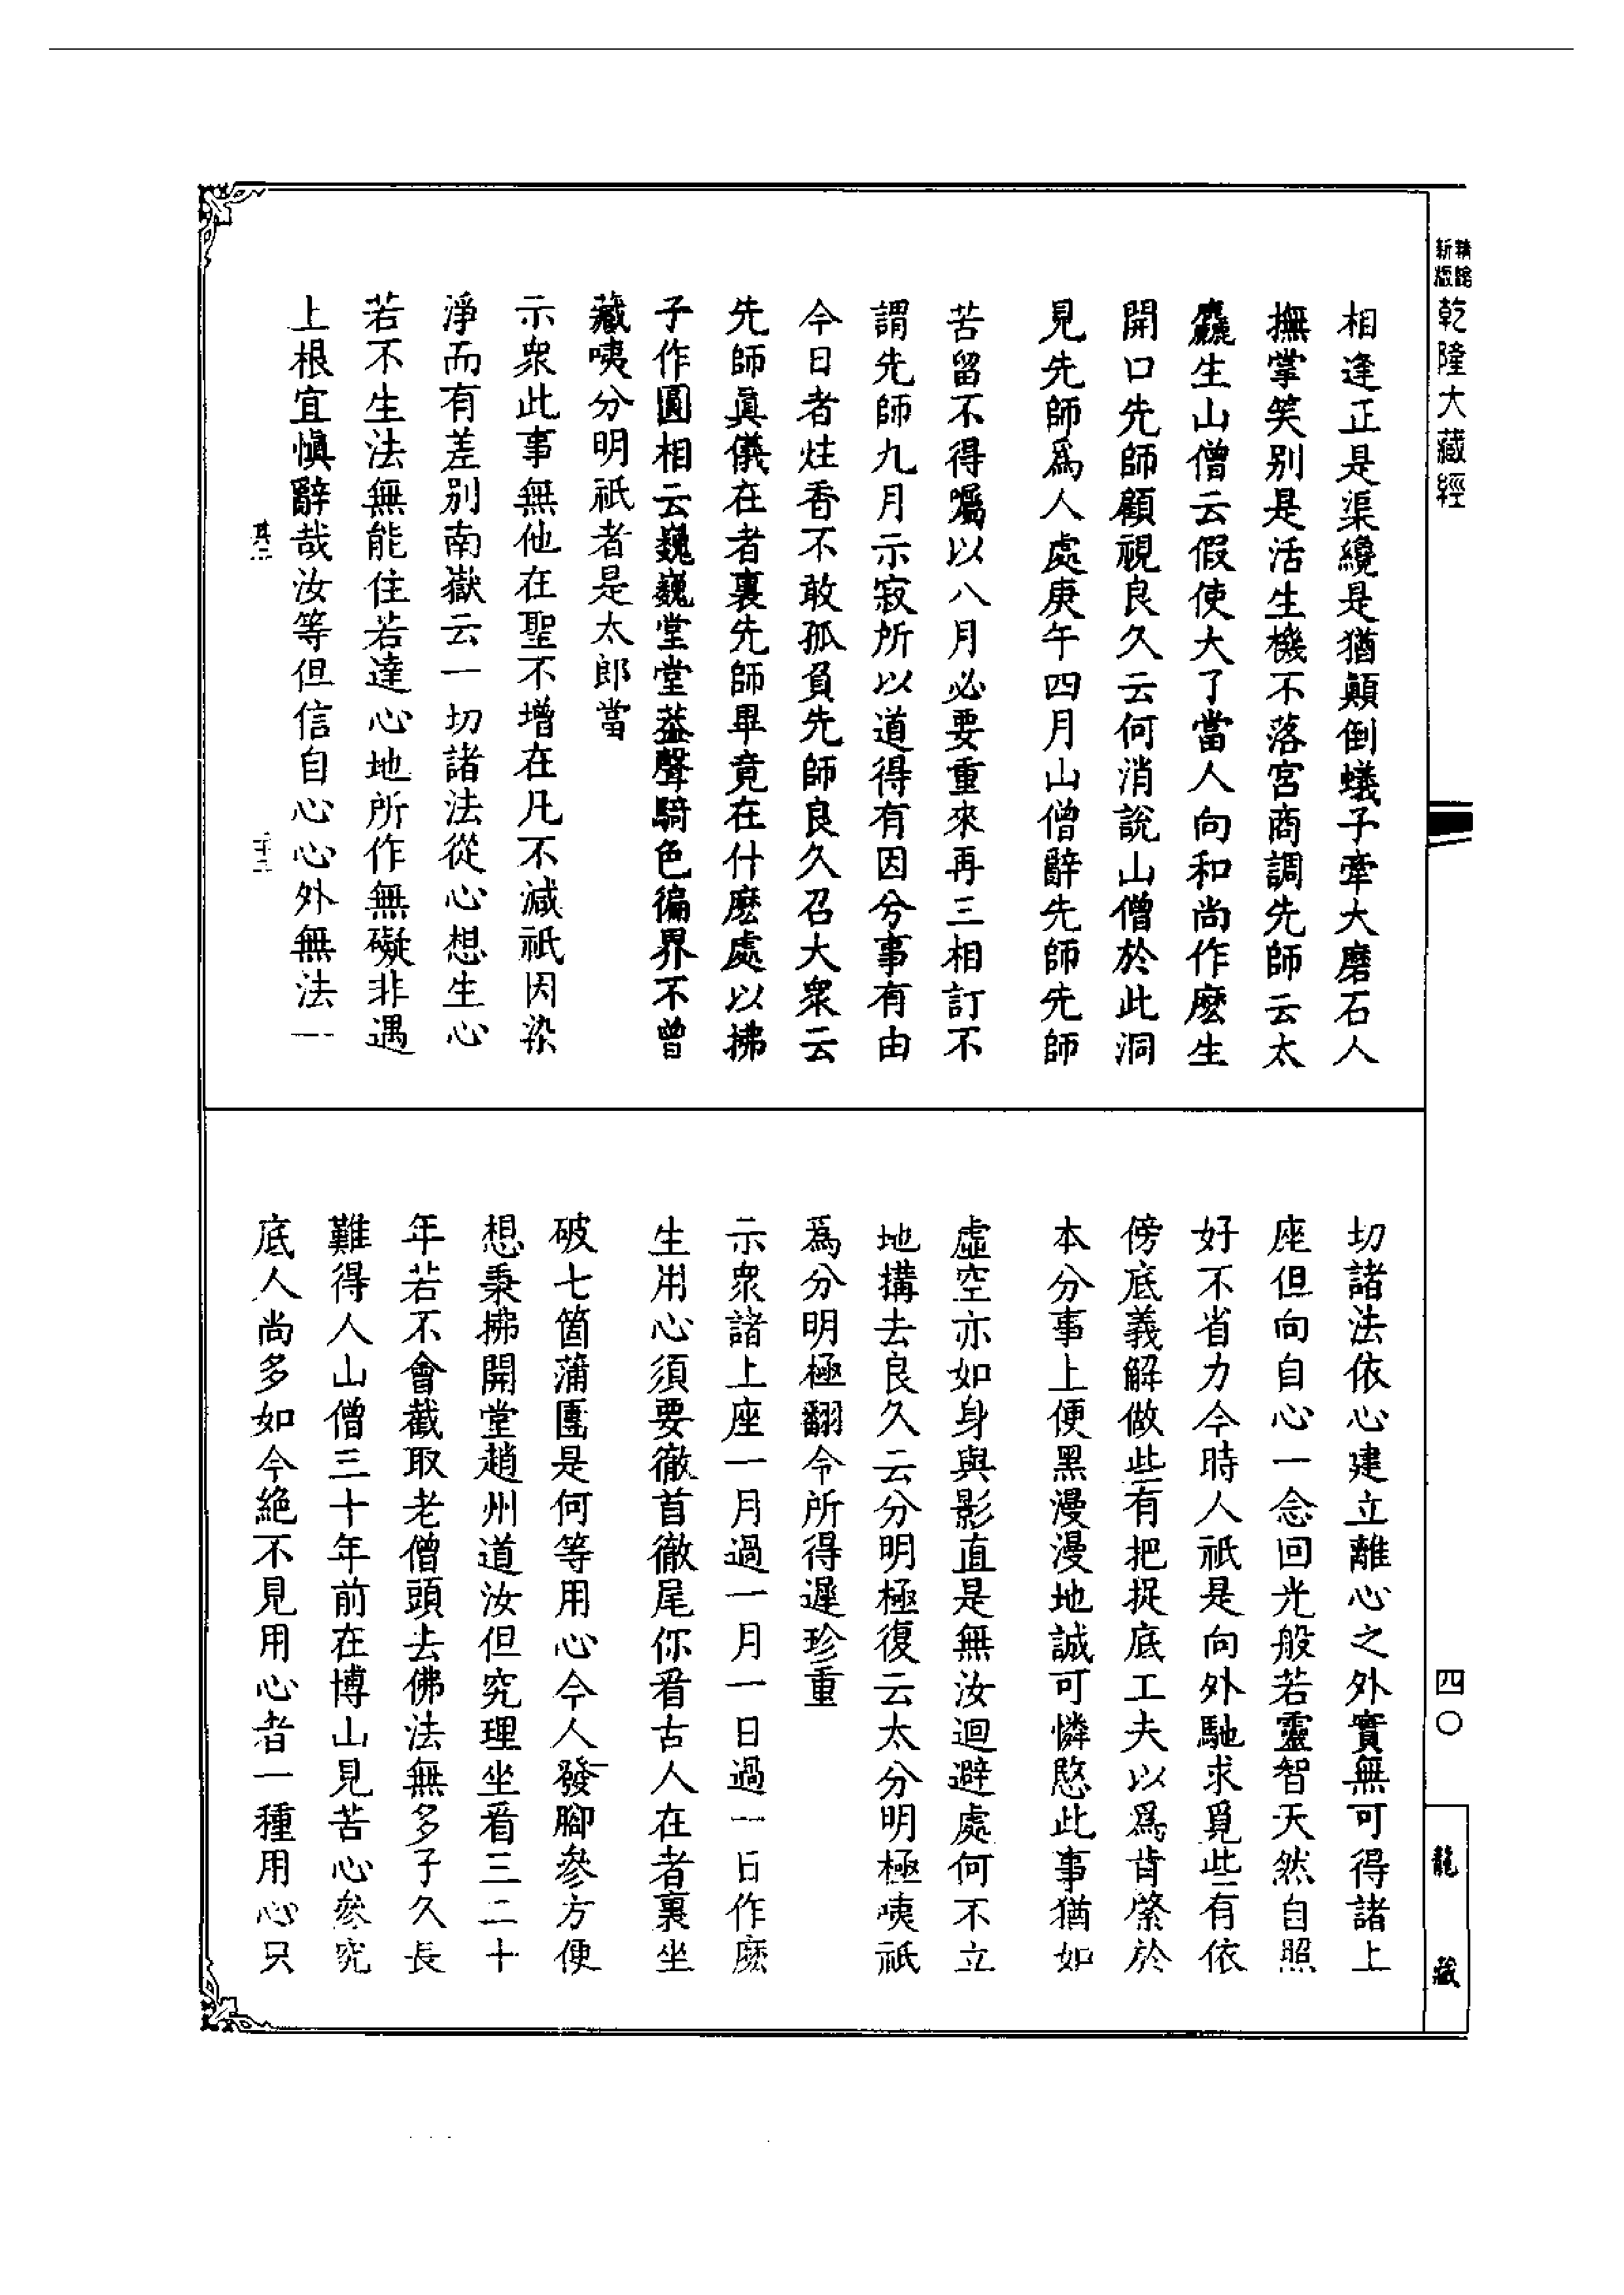 新版
乾隆大藏經
相逢正是渠纔是猶顛倒蟻子牽大磨石人
撫掌笑别是活生機不落宮商調先師云太
麤生山僧云假使大了當人向和尚作麽生
開口先師顧視良久云何消說山僧於此洞
見先師爲人處庚午四月山僧辭先師先師
苦留不得囑以八月必要重來再三相訂不
謂先師九月示寂所以道得有因兮事有由
今日者炷香不敢孤負先師良久召大衆云
先師眞儀在者裏先師畢竟在什麽處以拂
子作圓相云巍巍堂堂葢聲騎色徧界不曾
藏咦分明祇者是太郎當
示衆此事無他在聖不增在凡不減祇因染
淨而有差别南嶽云一切諸法從心想生心
若不生法無能住若達心地所作無礙非遇
上根宜愼辭哉汝等但信自心心外無法一
其二
切諸法依心建立離心之外實無可得諸上
座但向自心一念回光般若靈智天然自照
好不省力今時人祇是向外馳求覓些有依
傍底義解做些有把捉底工夫以爲肯綮於
本分事上便黑漫漫地誠可憐愍此事猶如
虛空亦如身與影直是無汝迴避處何不立
地搆去良久云分明極復云太分明極咦祇
爲分明極翻令所得遲珍重
示衆諸上座一月過一月一日過一日作麽
生用心須要徹首徹尾你看古人在者裏坐
破七箇蒲團是何等用心今人發腳參方便
想秉拂開堂趙州道汝但究理坐看三二十
年若不會截取老僧頭去佛法無多子久長
難得人山僧三十年前在博山見苦心參究
底人尚多如今絶不見用心者一種用心只
四〇
龍藏